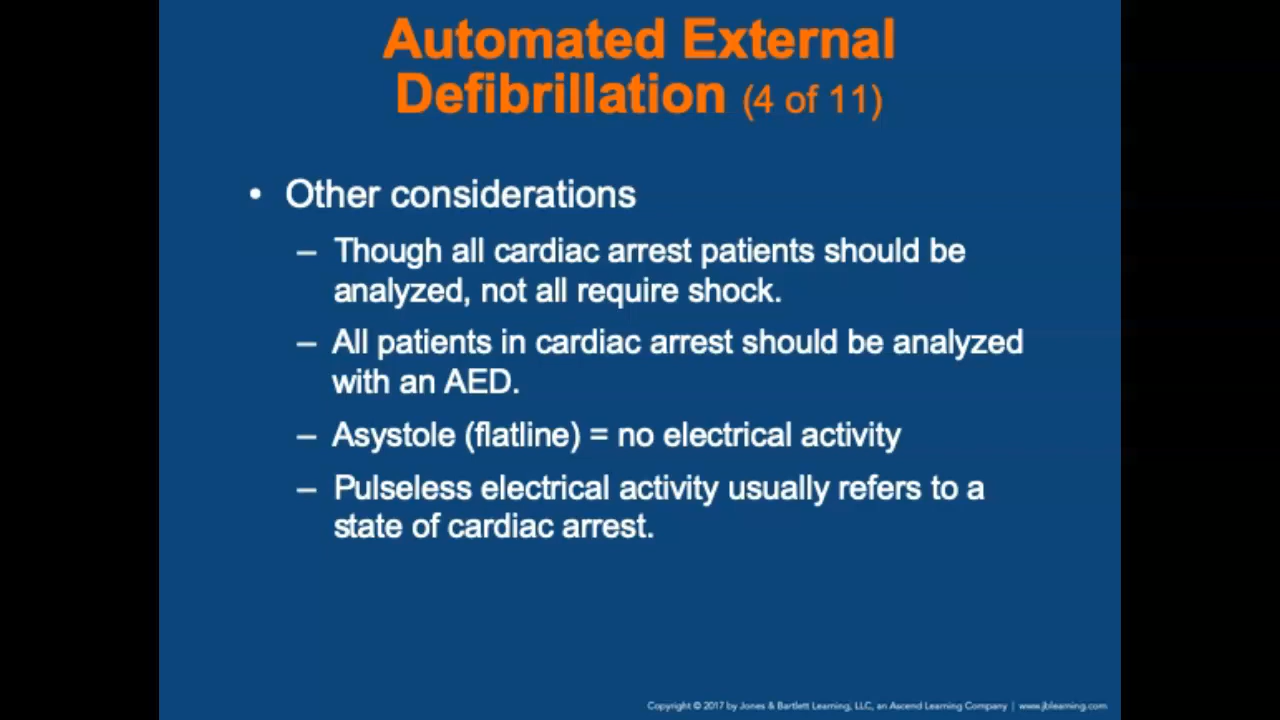 Automated External
Defibrillation (4 of 11)
• Other considerations
– Though all cardiac arrest patients should be
analyzed, not all require shock.
– All patients in cardiac arrest should be analyzed
with an AED.
– Asystole (flatline) = no electrical activity
– Pulseless electrical activity usually refers to a
state of cardiac arrest.
Copyright © 2017 by Jones & Bartlett Learning, LLC, an Ascend Learning Company | www.jblearning.com